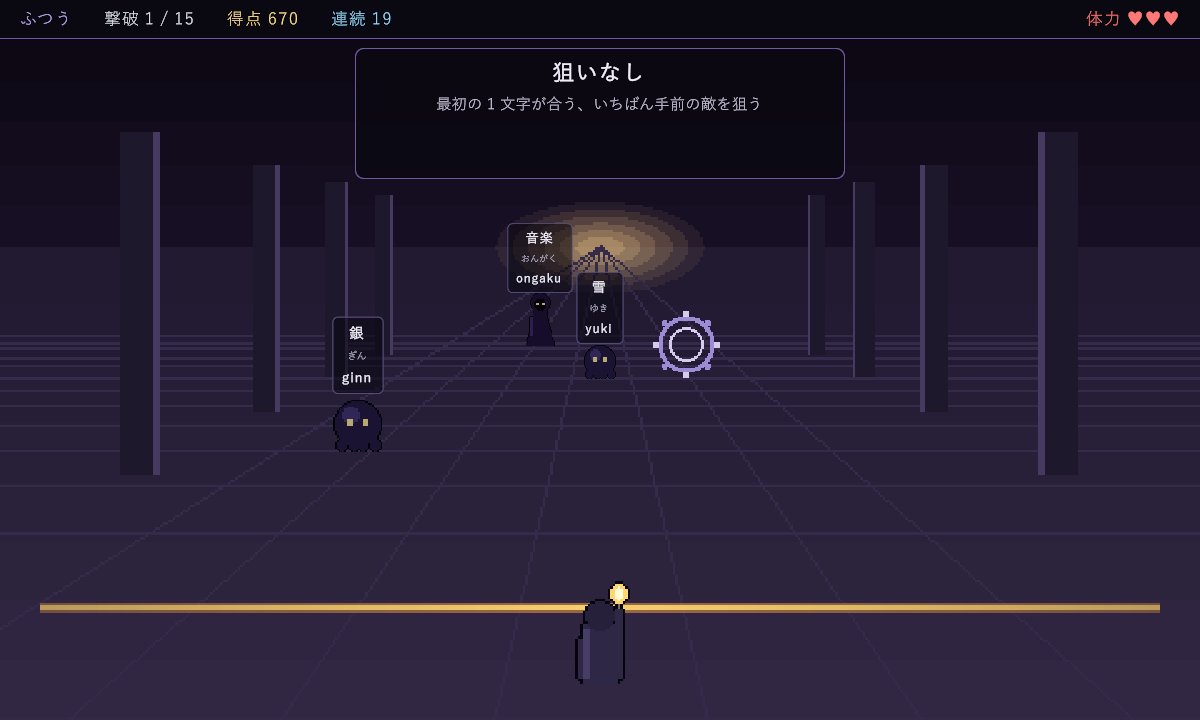 ふつう 撃破 1 / 15 得点 670 連続 19 体力 ♥♥♥
狙いなし
最初の 1 文字が合う、いちばん手前の敵を狙う
音楽
おんがく
ongaku
雪
ゆき
yuki
銀
ぎん
ginn